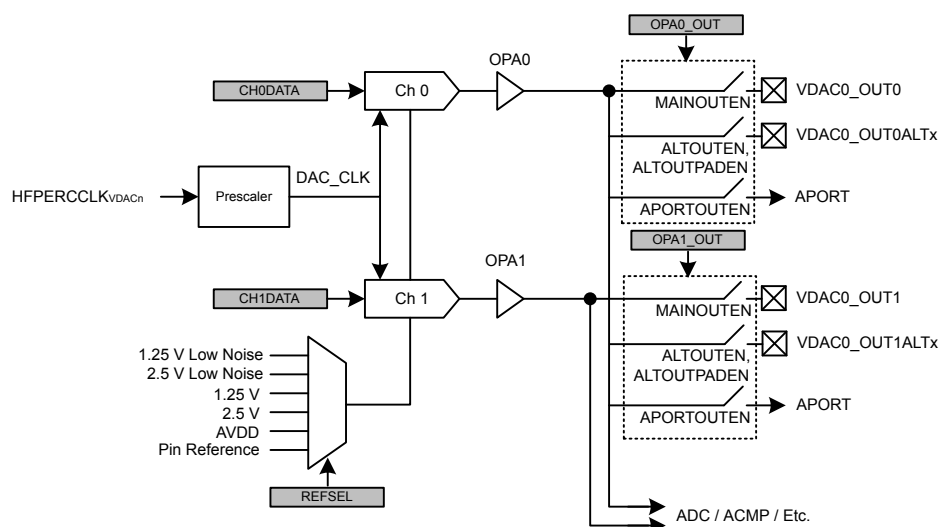 OPA0_OUT
OPA0
CH0DATA
Ch 0
MAINOUTEN
VDAC0_OUT0
ALTOUTEN,
ALTOUTPADEN
VDAC0_OUT0ALTx
HFPERCCLKVDACn
Prescaler
DAC_CLK
APORTOUTEN
APORT
OPA1_OUT
OPA1
CH1DATA
Ch 1
MAINOUTEN
VDAC0_OUT1
ALTOUTEN,
ALTOUTPADEN
VDAC0_OUT1ALTx
1.25 V Low Noise
2.5 V Low Noise
1.25 V
2.5 V
AVDD
Pin Reference
APORTOUTEN
APORT
REFSEL
ADC / ACMP / Etc.